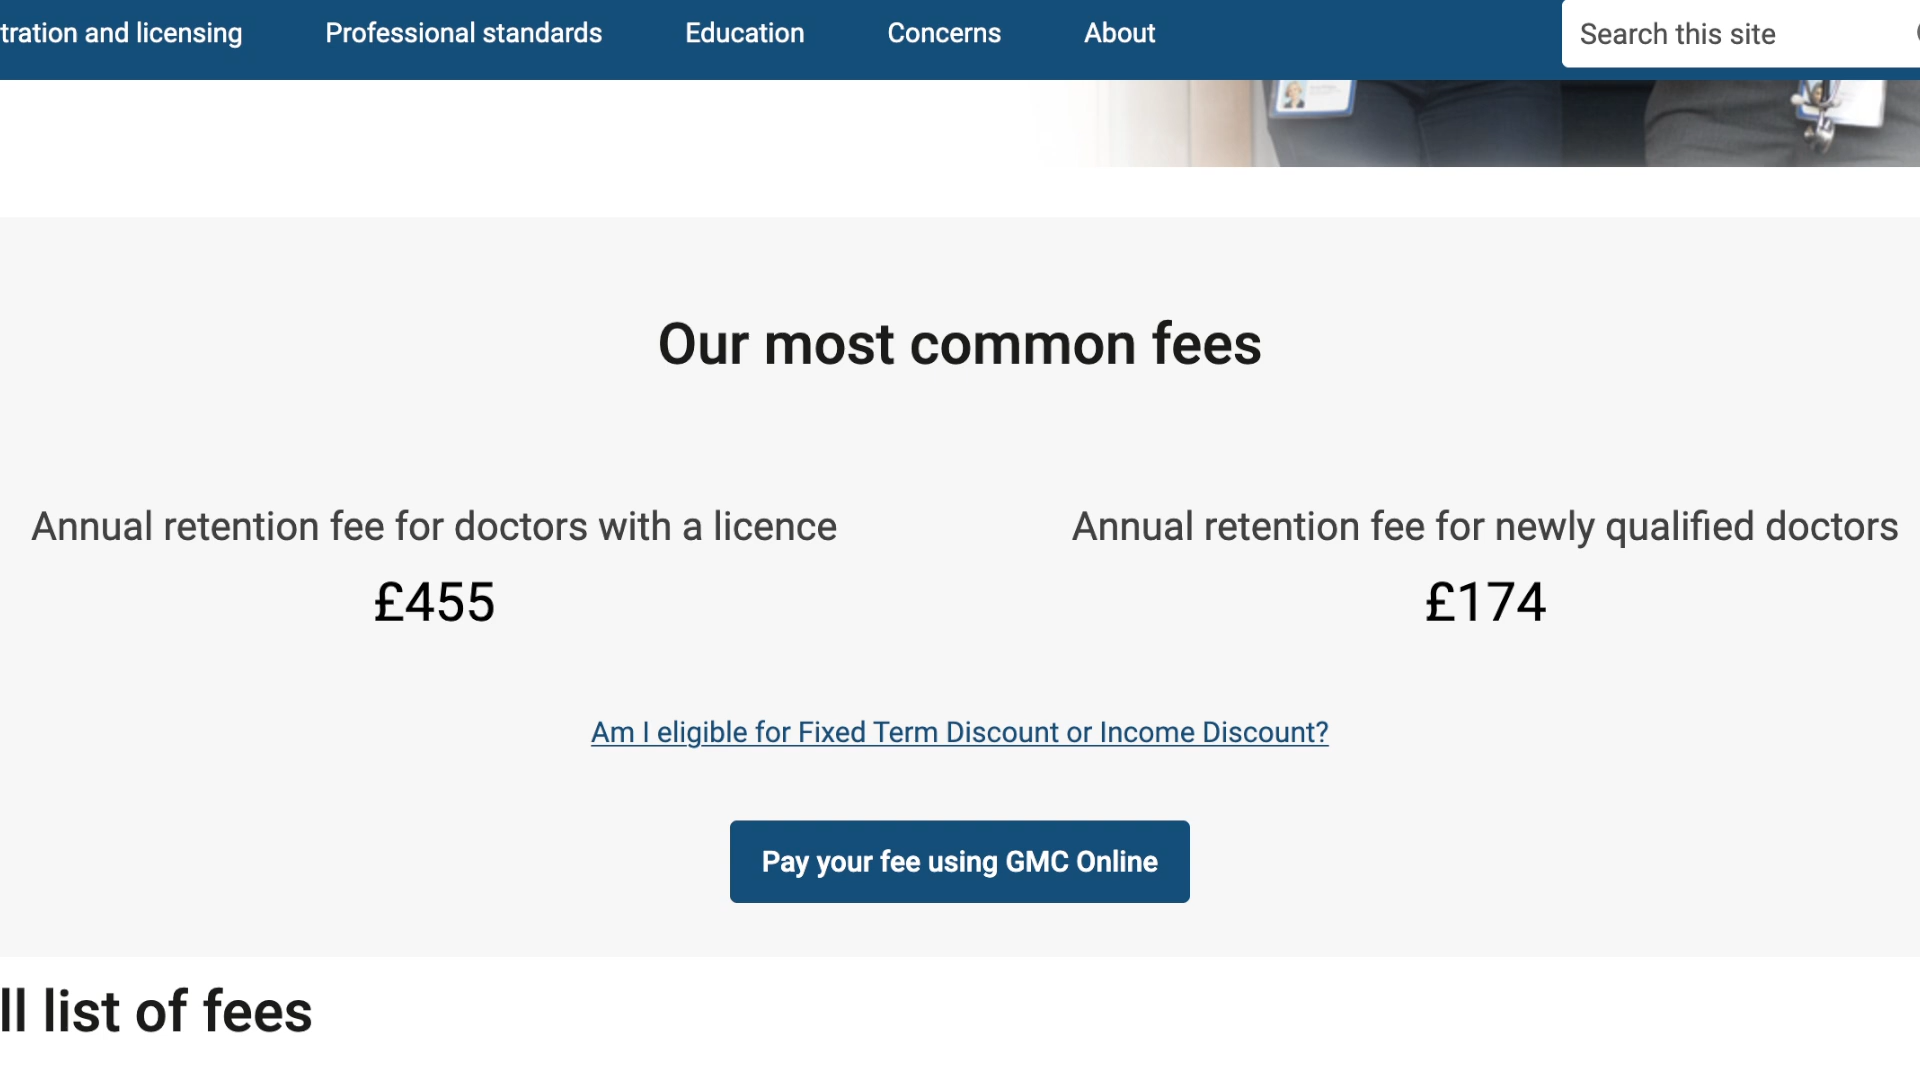 tration and licensing Professional standards Education Concerns About Search this site
Our most common fees
Annual retention fee for doctors with a licence
£455
Annual retention fee for newly qualified doctors
£174
Am I eligible for Fixed Term Discount or Income Discount?
Pay your fee using GMC Online
ll list of fees